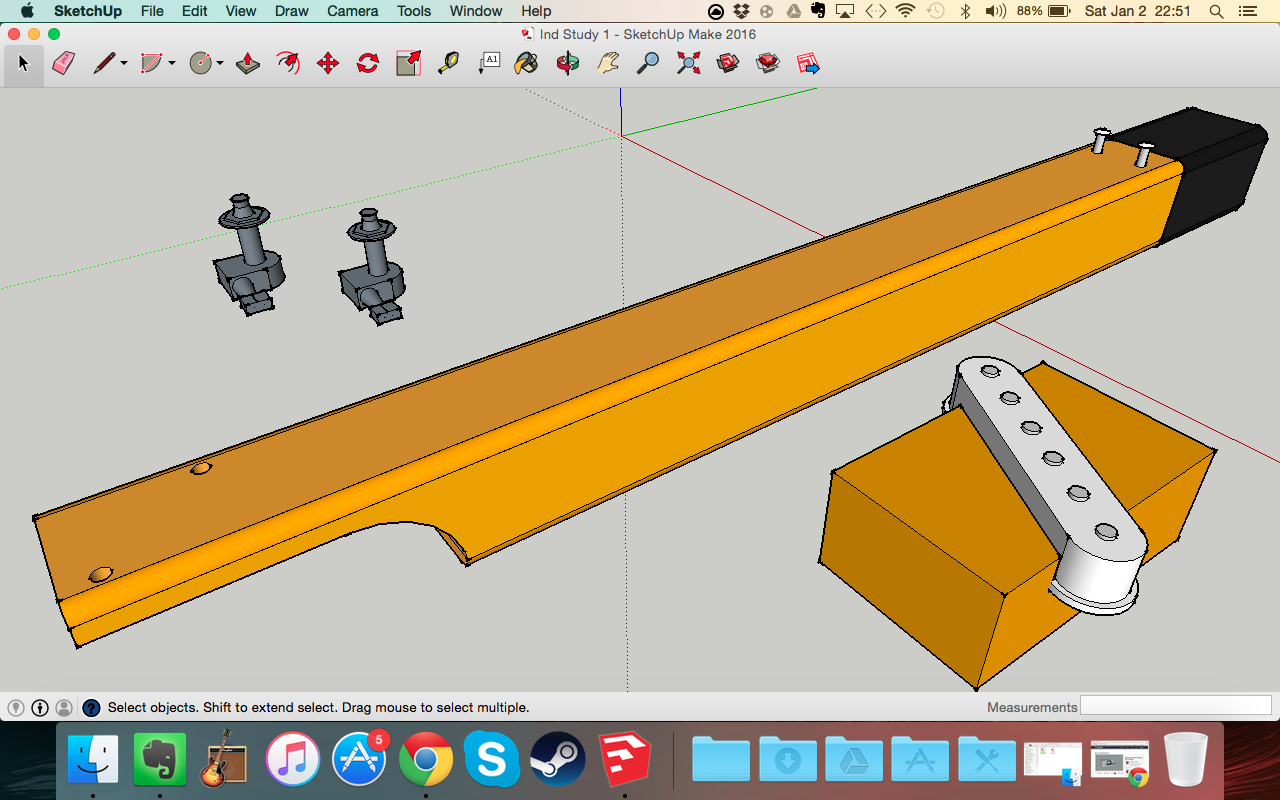 SketchUp File Edit View Draw Camera Tools Window Help 88% Sat Jan 2 22:51
Ind Study 1 - SketchUp Make 2016
A1
Select objects. Shift to extend select. Drag mouse to select multiple. Measurements
5